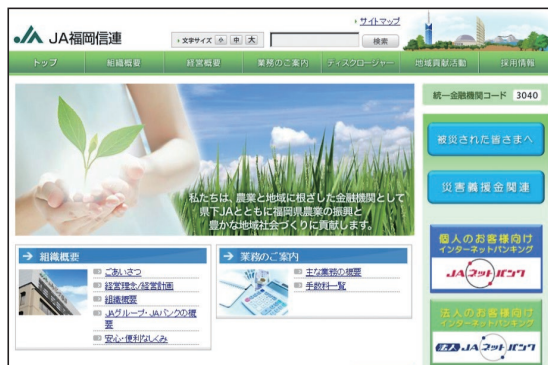 サイトマップ
JA福岡信連
文字サイズ 小 中 大
検索
トップ 組織概要 経営概要 業務のご案内 ディスクロージャー 地域貢献活動 採用情報
統一金融機関コード 3040
被災された皆さまへ
災害義援金関連
私たちは、農業と地域に根ざした金融機関として
県下JAとともに福岡県農業の振興と
豊かな地域社会づくりに貢献します。
個人のお客様向け
インターネットバンキング
JAネットバンク
組織概要
ごあいさつ
経営理念/経営計画
組織概要
JAグループ・JAバンクの概
要
安心・便利なしくみ
業務のご案内
主な業務の概要
手数料一覧
法人のお客様向け
インターネットバンキング
法人 JAネットバンク